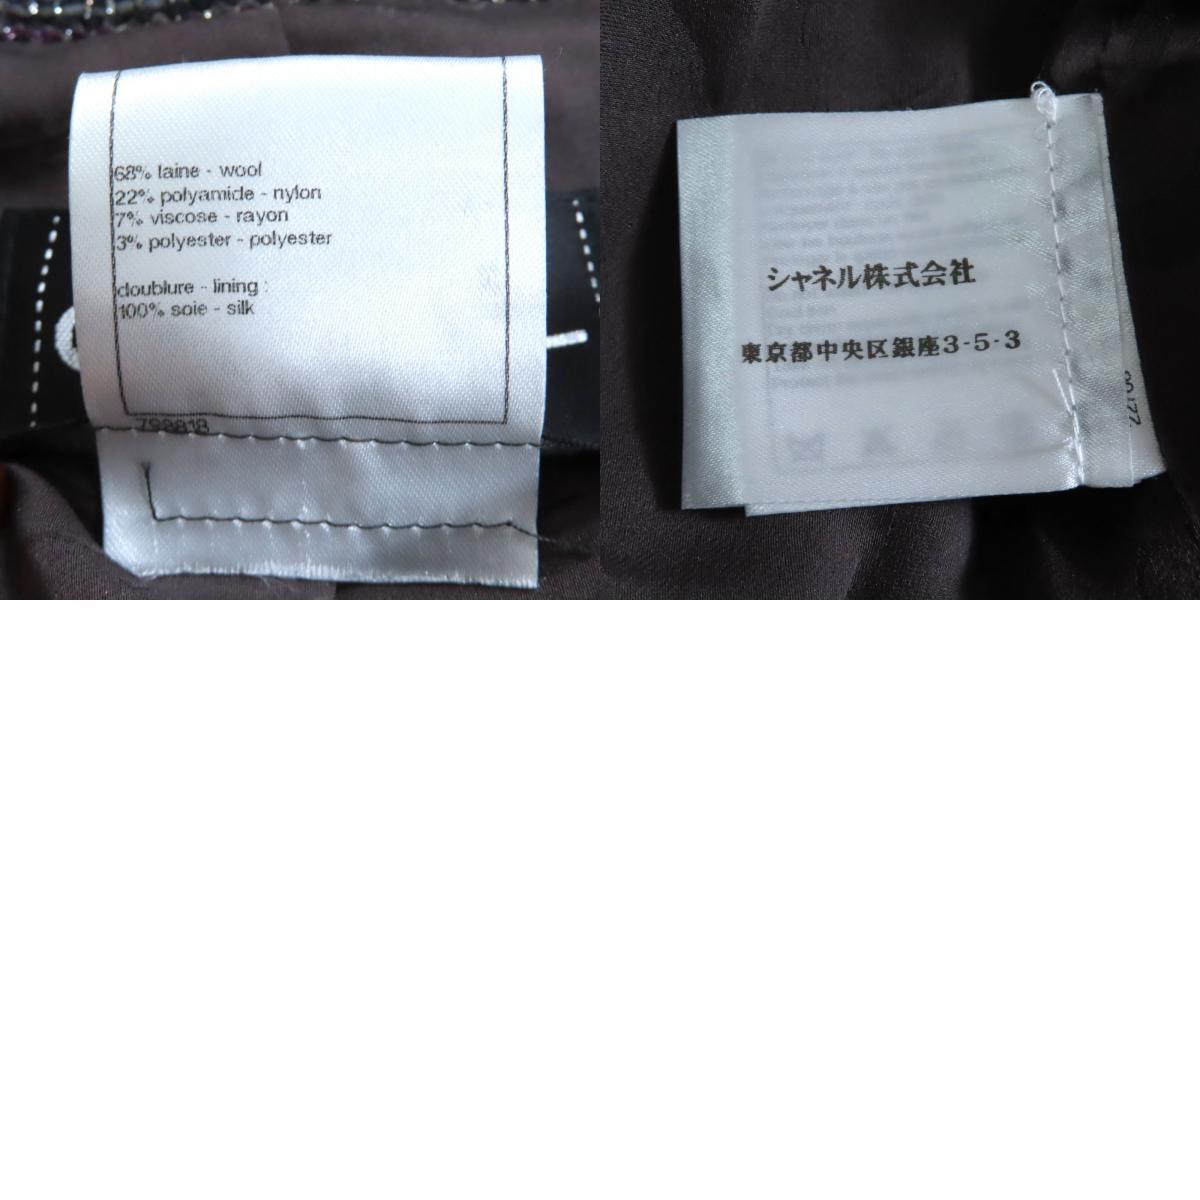 68% laine - wool
22% polyamide - nylon
7% viscose - rayon
3% polyester - polyester
doublure - lining :
100% soie - silk
798818
シャネル株式会社
東京都中央区銀座3-5-3